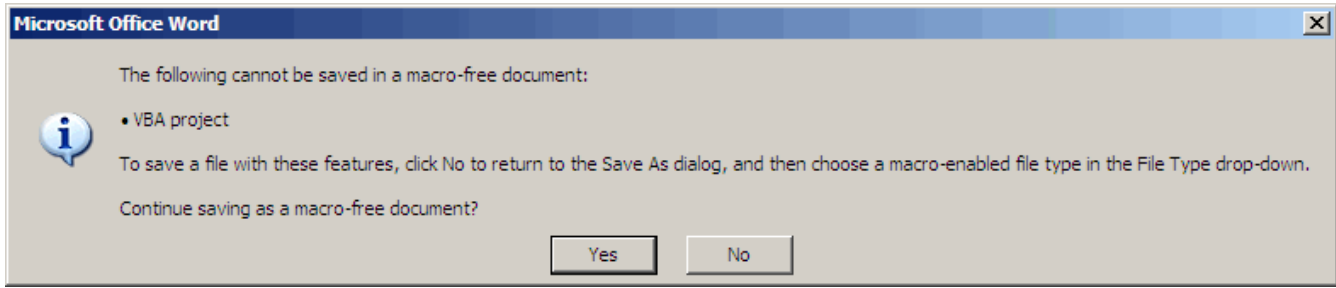 Microsoft Office Word
The following cannot be saved in a macro-free document:
• VBA project
To save a file with these features, click No to return to the Save As dialog, and then choose a macro-enabled file type in the File Type drop-down.
Continue saving as a macro-free document?
Yes No